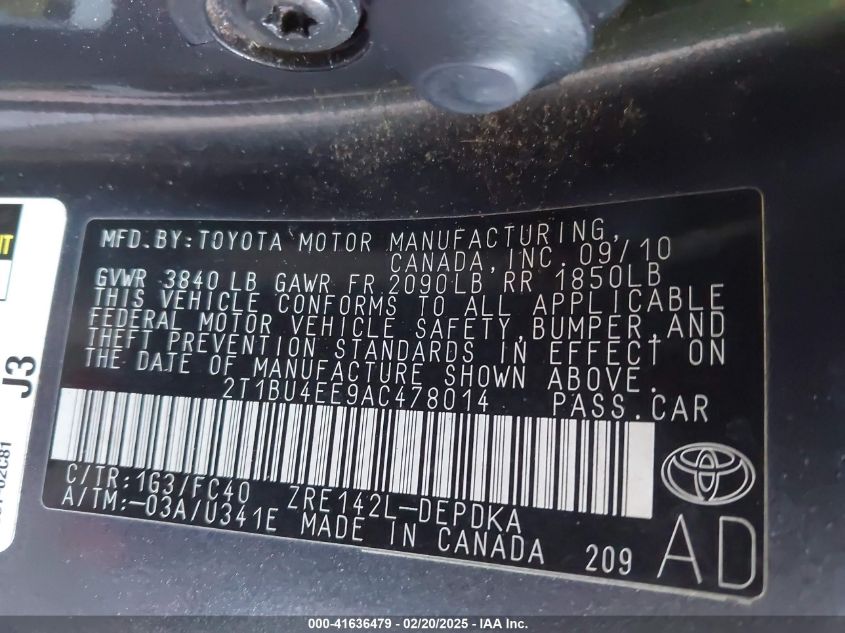 MFD. BY: TOYOTA MOTOR MANUFACTURING,
CANADA, INC. 09/10
GVWR 3840 LB GAWR FR 2090LB RR 1850LB
THIS VEHICLE CONFORMS TO ALL APPLICABLE
FEDERAL MOTOR VEHICLE SAFETY, BUMPER, AND
THEFT PREVENTION STANDARDS IN EFFECT ON
THE DATE OF MANUFACTURE SHOWN ABOVE.
2T1BU4EE9AC478014 PASS. CAR
C/TR: 1G3/FC40 ZRE142L-DEPDKA
A/TM: -03A/U341E MADE IN CANADA 209
AD
J3
02C81
000-41636479 - 02/20/2025 - IAA Inc.